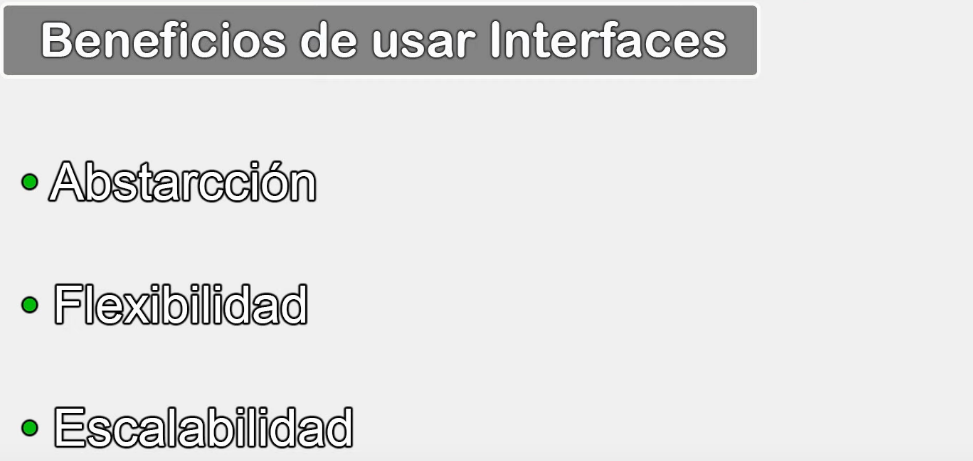 Beneficios de usar Interfaces
• Abstarcción
• Flexibilidad
• Escalabilidad